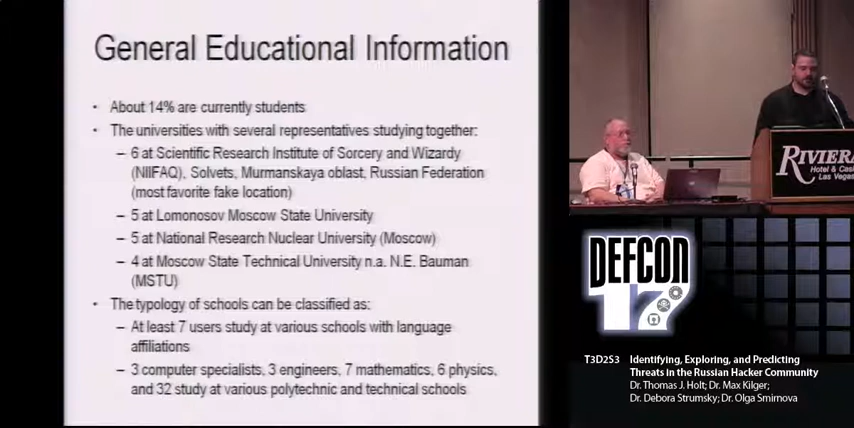 General Educational Information
• About 14% are currently students
• The universities with several representatives studying together:
– 6 at Scientific Research Institute of Sorcery and Wizardy
(NIIFAQ), Solvets, Murmanskaya oblast, Russian Federation
(most favorite fake location)
– 5 at Lomonosov Moscow State University
– 5 at National Research Nuclear University (Moscow)
– 4 at Moscow State Technical University n.a. N.E. Bauman
(MSTU)
• The typology of schools can be classified as:
– At least 7 users study at various schools with language
affiliations
– 3 computer specialists, 3 engineers, 7 mathematics, 6 physics,
and 32 study at various polytechnic and technical schools
RIVIERA
Hotel &
Las Vegas
DEFCON
17
T3D2S3 Identifying, Exploring, and Predicting
Threats in the Russian Hacker Community
Dr. Thomas J. Holt; Dr. Max Kilger;
Dr. Debora Strumsky; Dr. Olga Smirnova